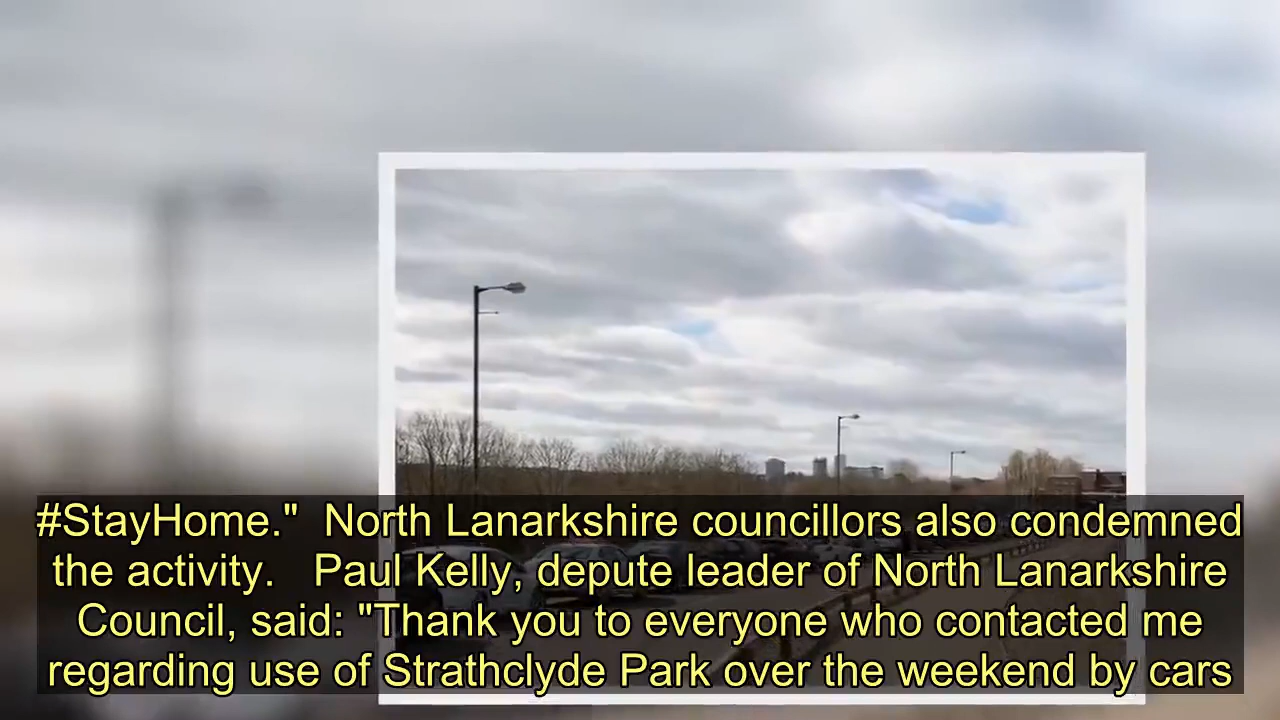 #StayHome."  North Lanarkshire councillors also condemned
the activity.   Paul Kelly, depute leader of North Lanarkshire
Council, said: "Thank you to everyone who contacted me
regarding use of Strathclyde Park over the weekend by cars